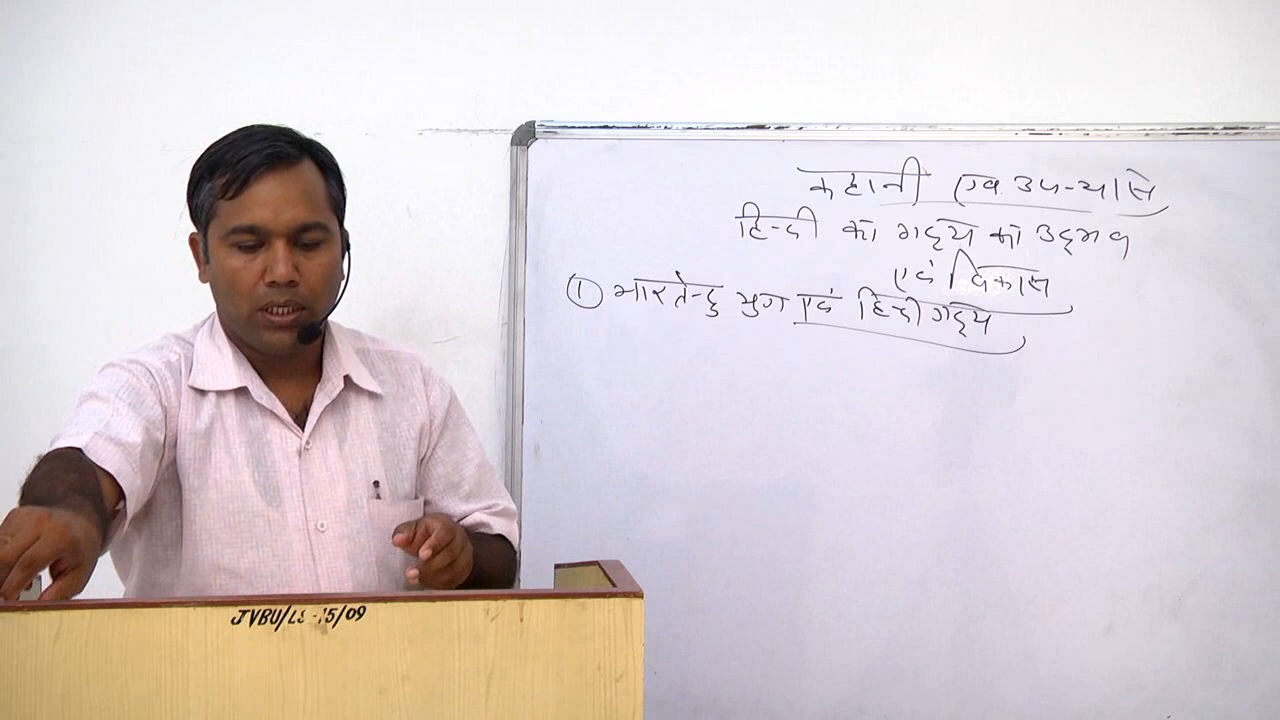 कहानी एवं उपन्यास
हिन्दी का गद्य का उद्भव
एवं विकास
① भारतेन्दु युग एवं हिन्दी गद्य
JVBU/LS-15/09